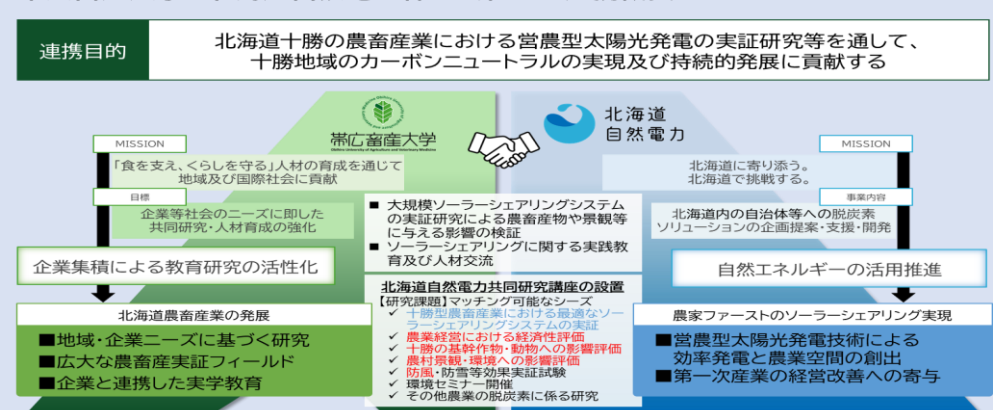 連携目的
北海道十勝の農畜産業における営農型太陽光発電の実証研究等を通して、
十勝地域のカーボンニュートラルの実現及び持続的発展に貢献する
帯広畜産大学
MISSION
「食を支え、くらしを守る」人材の育成を通じて
地域及び国際社会に貢献
目標
企業等社会のニーズに即した
共同研究・人材育成の強化
企業集積による教育研究の活性化
北海道農畜産業の発展
■地域・企業ニーズに基づく研究
■広大な農畜産実証フィールド
■企業と連携した実学教育
■ 大規模ソーラーシェアリングシステム
の実証研究による農畜産物や景観等
に与える影響の検証
■ ソーラーシェアリングに関する実践教
育及び人材交流
北海道自然電力共同研究講座の設置
【研究課題】マッチング可能なシーズ
✓ 十勝型農畜産業における最適なソー
ラーシェアリングシステムの実証
✓ 農業経営における経済性評価
✓ 十勝の基幹作物・動物への影響評価
✓ 農村景観・環境への影響評価
✓ 防風・防雪等効果実証試験
✓ 環境セミナー開催
✓ その他農業の脱炭素に係る研究
北海道
自然電力
MISSION
北海道に寄り添う。
北海道で挑戦する。
事業内容
北海道内の自治体等への脱炭素
ソリューションの企画提案・支援・開発
自然エネルギーの活用推進
農家ファーストのソーラーシェアリング実現
■営農型太陽光発電技術による
効率発電と農業空間の創出
■第一次産業の経営改善への寄与